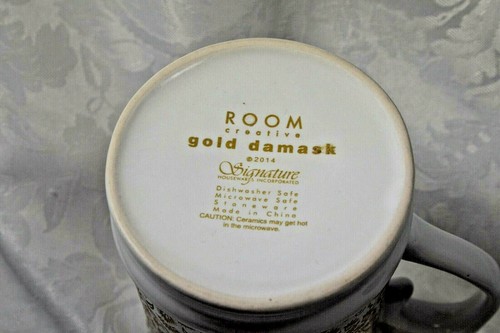 ROOM
creative
gold damask
©2014
Signature
HOUSEWARES, INCORPORATED
Dishwasher Safe
Microwave Safe
Stoneware
Made in China
CAUTION: Ceramics may get hot
in the microwave.